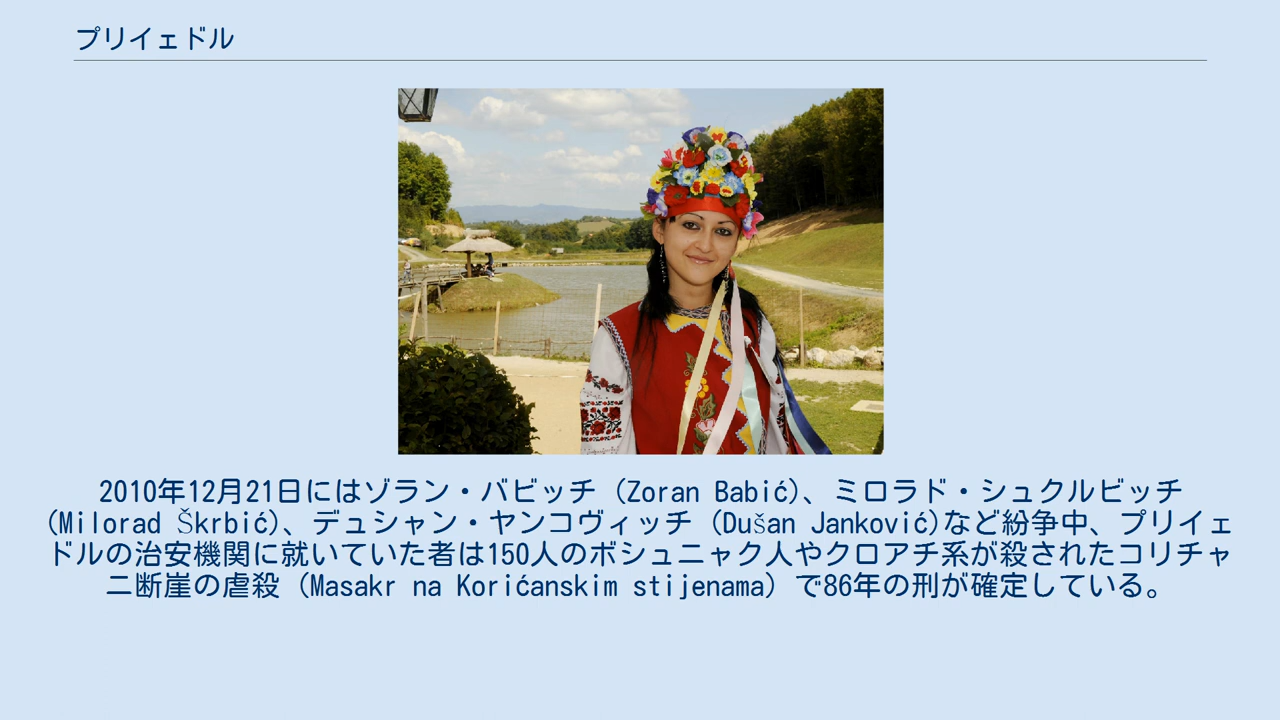 プリイェドル
2010年12月21日にはゾラン・バビッチ (Zoran Babić)、ミロラド・シュクルビッチ
(Milorad Škrbić)、デュシャン・ヤンコヴィッチ (Dušan Janković)など紛争中、プリイェ
ドルの治安機関に就いていた者は150人のボシュニャク人やクロアチ系が殺されたコリチャ
ニ断崖の虐殺 (Masakr na Korićanskim stijenama) で86年の刑が確定している。